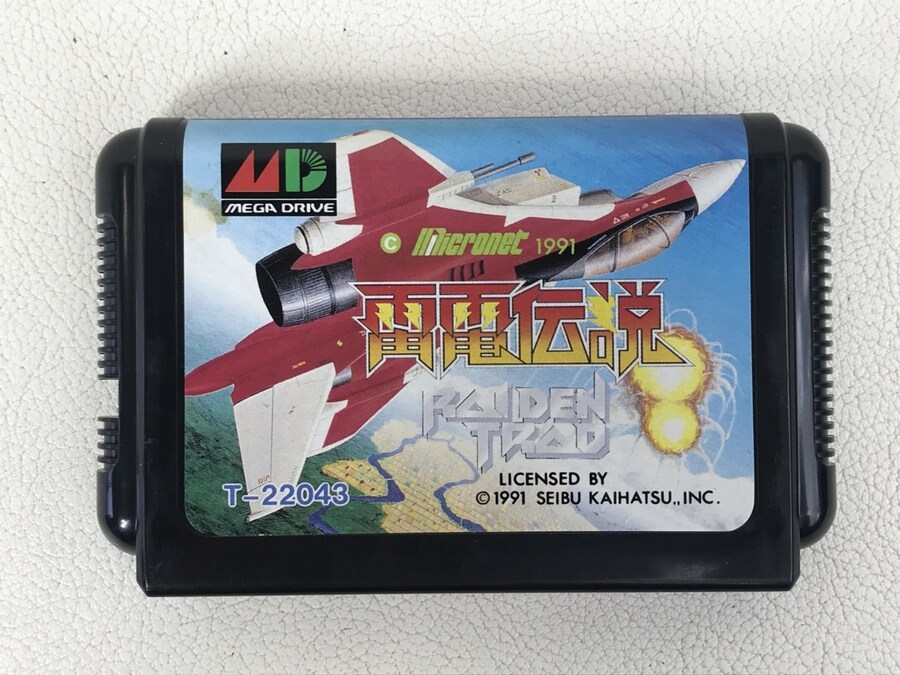 MD
MEGA DRIVE
© Micronet 1991
雷電伝説
RAIDEN
TRAD
T-22043
LICENSED BY
©1991 SEIBU KAIHATSU,, INC.